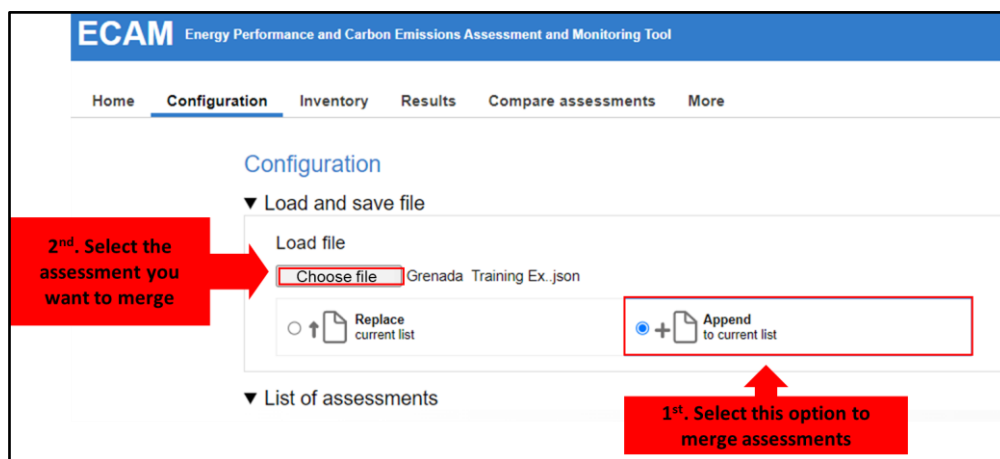 ECAM Energy Performance and Carbon Emissions Assessment and Monitoring Tool
Home Configuration Inventory Results Compare assessments More
Configuration
▼ Load and save file
Load file
2nd. Select the
assessment you
want to merge
Choose file Grenada Training Ex..json
Replace
current list
Append
to current list
▼ List of assessments
1st. Select this option to
merge assessments